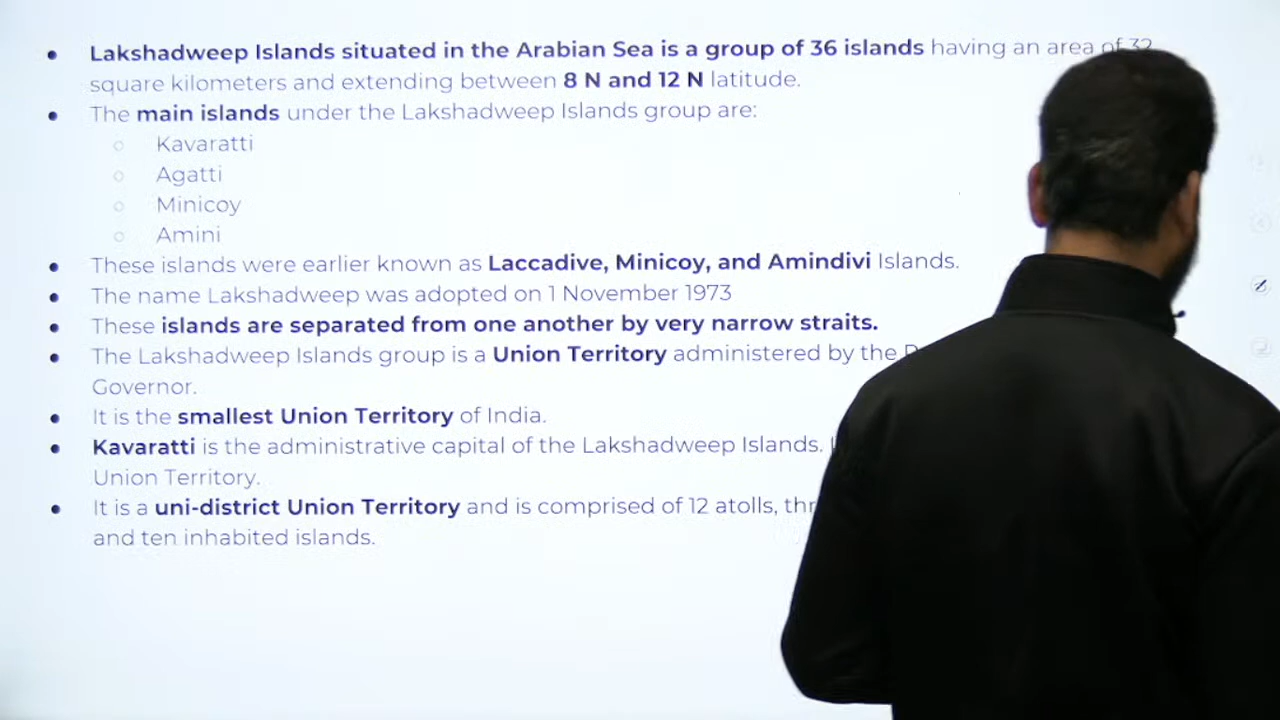 Lakshadweep Islands situated in the Arabian Sea is a group of 36 islands having an area of 32
square kilometers and extending between 8 N and 12 N latitude.
The main islands under the Lakshadweep Islands group are:
Kavaratti
Agatti
Minicoy
Amini
These islands were earlier known as Laccadive, Minicoy, and Amindivi Islands.
The name Lakshadweep was adopted on 1 November 1973
These islands are separated from one another by very narrow straits.
The Lakshadweep Islands group is a Union Territory administered by the
Governor.
It is the smallest Union Territory of India.
Kavaratti is the administrative capital of the Lakshadweep Islands.
Union Territory.
It is a uni-district Union Territory and is comprised of 12 atolls,
and ten inhabited islands.